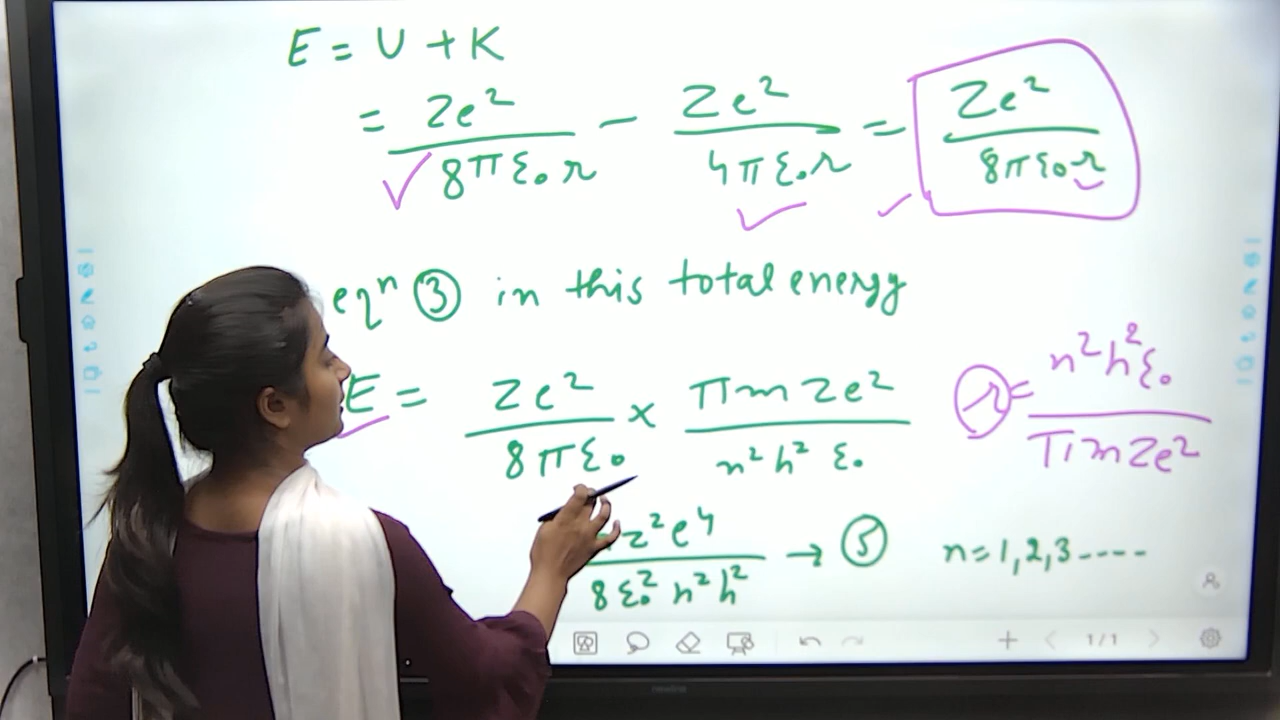 E = U + K
= Ze² / 8πε₀r − Ze² / 4πε₀r = Ze² / 8πε₀r
eqⁿ ③ in this total energy
E = Ze² / 8πε₀ × πmZe² / n²h²ε₀
r = n²h²ε₀ / πmZe²
z²e⁴ / 8ε₀²n²h² → ⑤
n = 1, 2, 3 ----
1/1